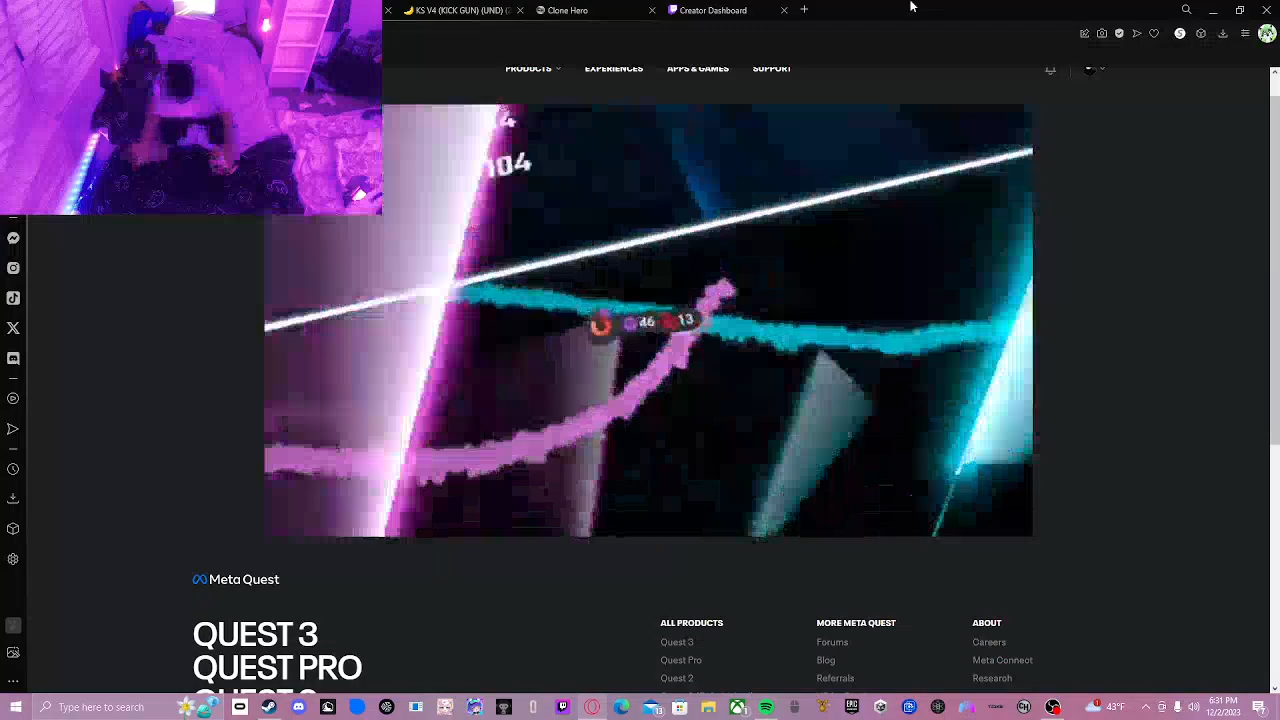 KS V4 (KICK GUN) (UND) (
Clone Hero
Creator Dashboard
PRODUCTS
EXPERIENCES
APPS & GAMES
SUPPORT
4
104
46
13
Meta Quest
QUEST 3
QUEST PRO
ALL PRODUCTS
Quest 3
Quest Pro
Quest 2
MORE META QUEST
Forums
Blog
Referrals
ABOUT
Careers
Meta Connect
Research
Type here to search
48°F
6:31 PM
12/2/2023